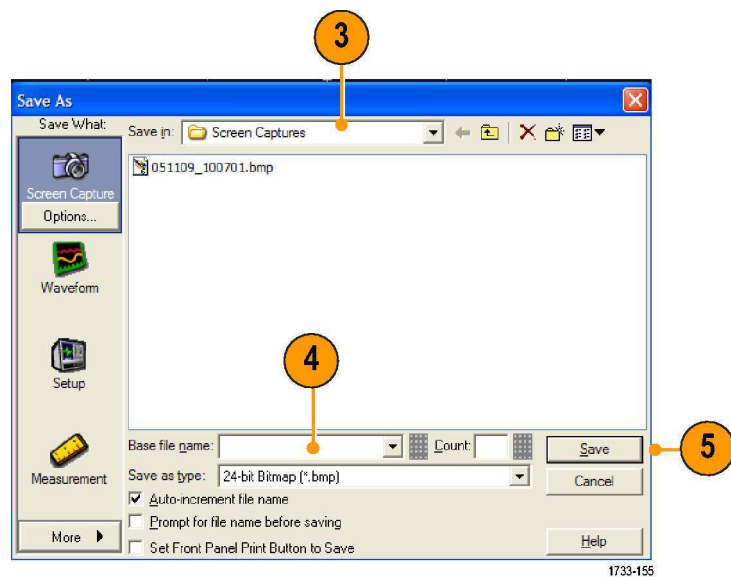 3
Save As
Save What:
Save in: Screen Captures
051109_100701.bmp
Screen Capture
Options...
Waveform
Setup
Measurement
More
4
Base file name:
Count:
Save
5
Save as type: 24-bit Bitmap (*.bmp)
Cancel
Auto-increment file name
Prompt for file name before saving
Set Front Panel Print Button to Save
Help
1733-155